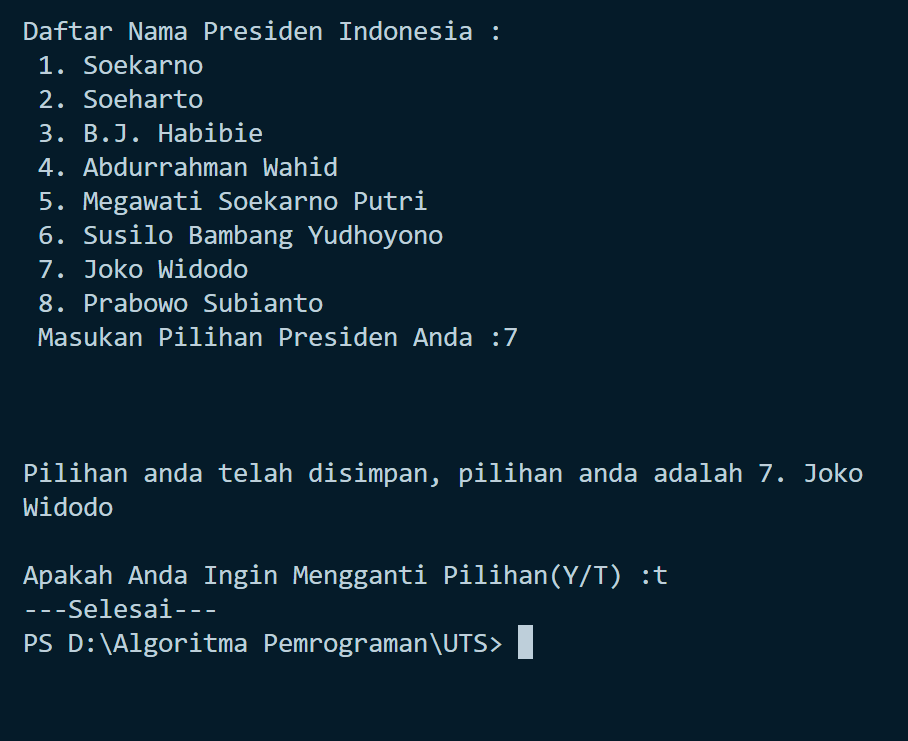 Daftar Nama Presiden Indonesia :
1. Soekarno
2. Soeharto
3. B.J. Habibie
4. Abdurrahman Wahid
5. Megawati Soekarno Putri
6. Susilo Bambang Yudhoyono
7. Joko Widodo
8. Prabowo Subianto
Masukan Pilihan Presiden Anda :7
Pilihan anda telah disimpan, pilihan anda adalah 7. Joko
Widodo
Apakah Anda Ingin Mengganti Pilihan(Y/T) :t
---Selesai---
PS D:\Algoritma Pemrograman\UTS>